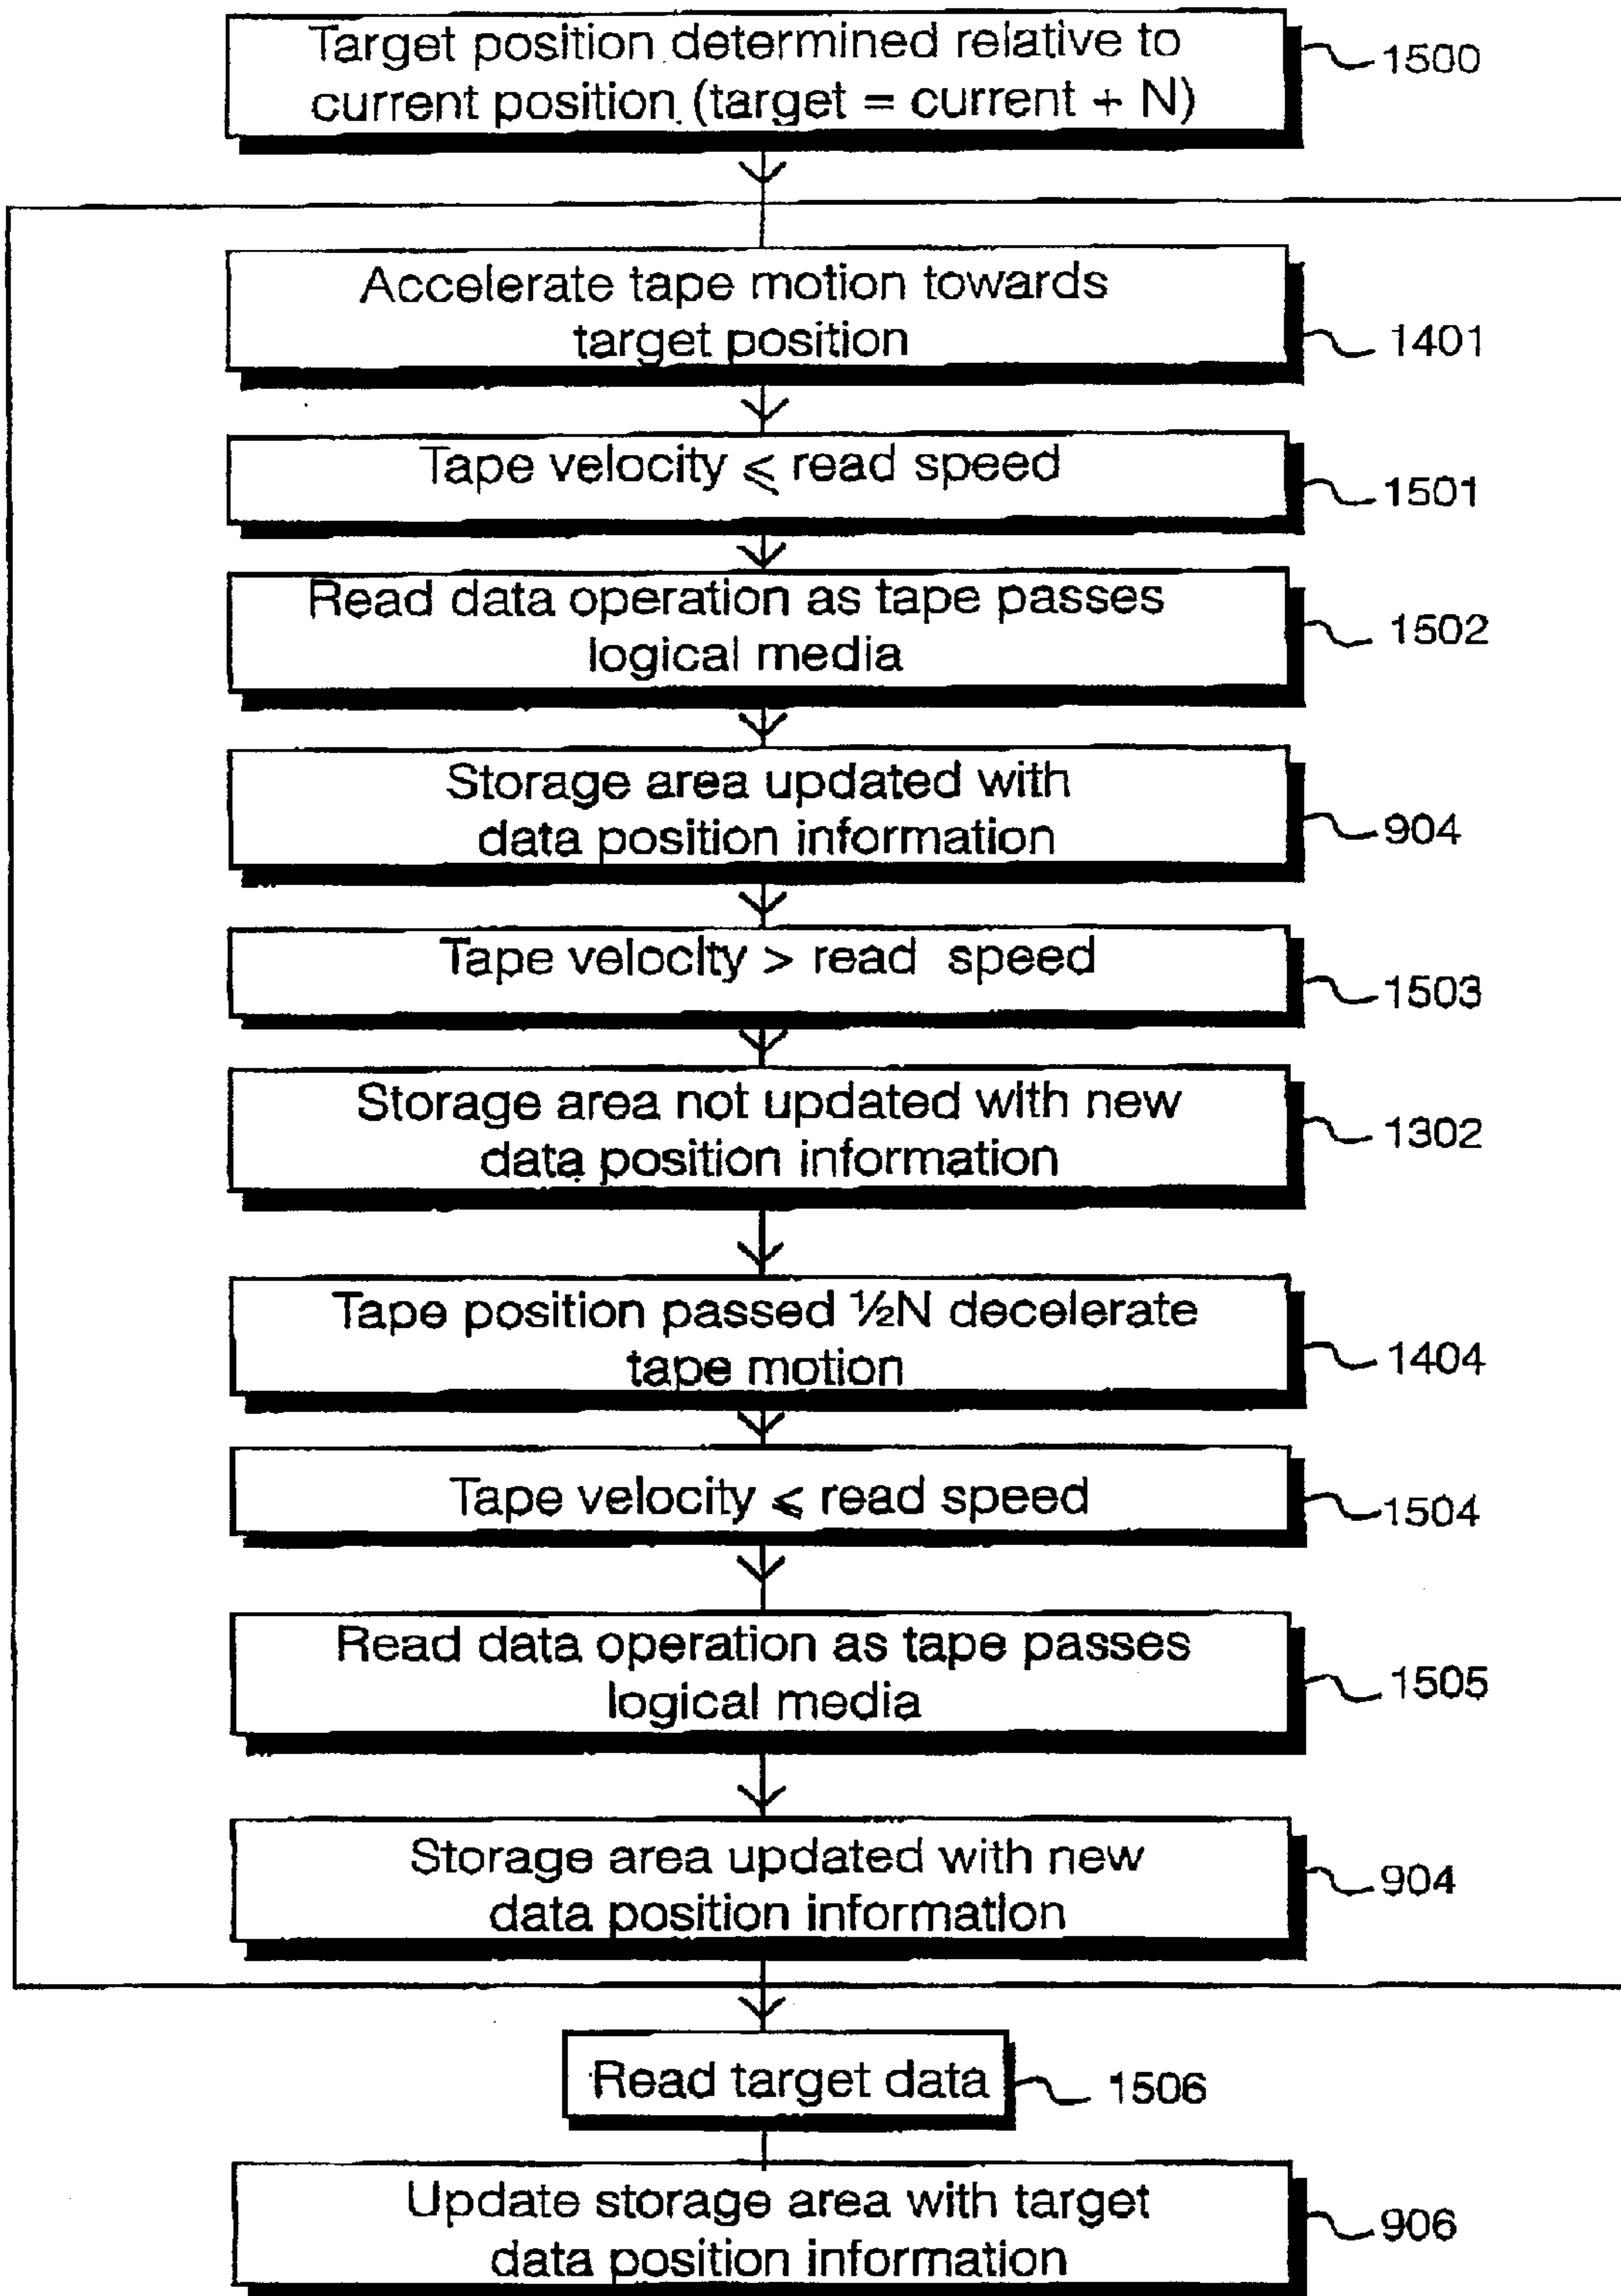 Target position determined relative to
current position (target = current + N)
1500
Accelerate tape motion towards
target position
1401
Tape velocity ⩽ read speed
1501
Read data operation as tape passes
logical media
1502
Storage area updated with
data position information
904
Tape velocity > read speed
1503
Storage area not updated with new
data position information
1302
Tape position passed ½N decelerate
tape motion
1404
Tape velocity ⩽ read speed
1504
Read data operation as tape passes
logical media
1505
Storage area updated with new
data position information
904
Read target data
1506
Update storage area with target
data position information
906